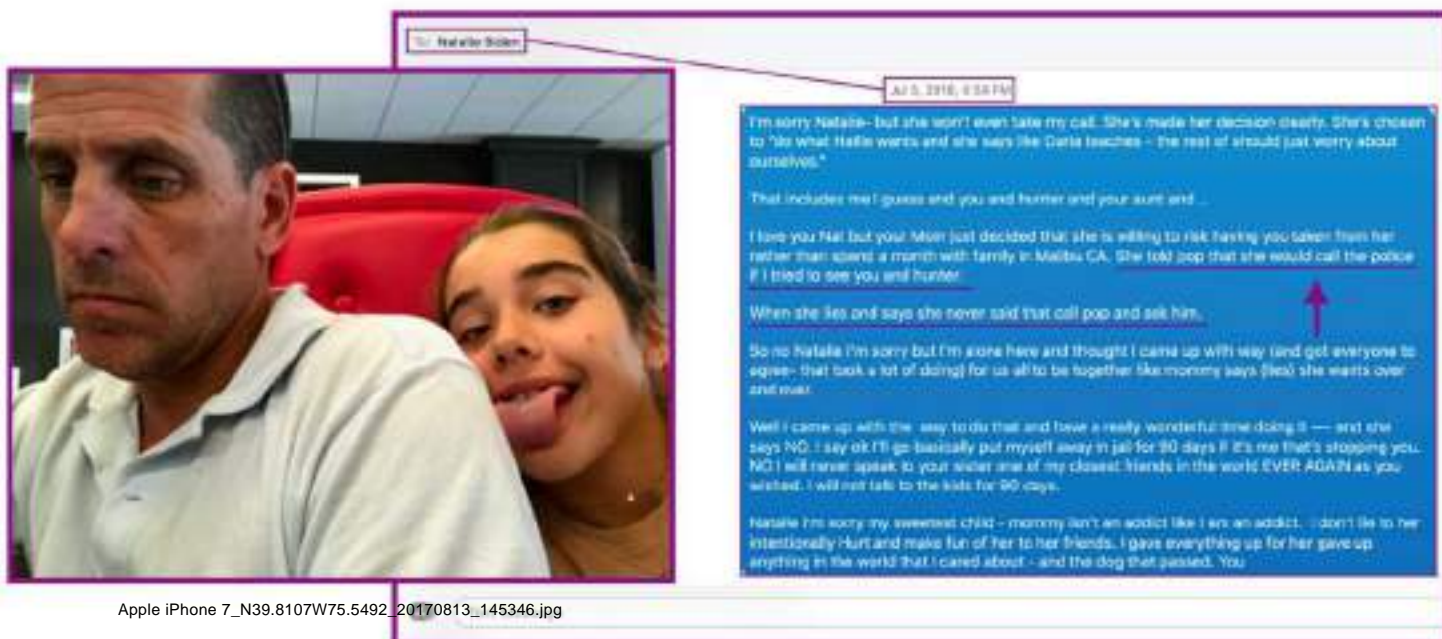 To: Natalie Biden
Jul 5, 2018, 6:58 PM
I'm sorry Natalie- but she won't even take my call. She's made her decision clearly. She's chosen
to "do what Hallie wants and she says like Daria teaches - the rest of should just worry about
ourselves."
That includes me I guess and you and hunter and your aunt and ...
I love you Nat but your Mom just decided that she is willing to risk having you taken from her
rather than spend a month with family in Malibu CA. She told pop that she would call the police
if I tried to see you and hunter.
When she lies and says she never said that call pop and ask him.
So no Natalie I'm sorry but I'm alone here and thought I came up with way (and got everyone to
agree- that took a lot of doing) for us all to be together like mommy says (lies) she wants over
and over.
Well I came up with the way to do that and have a really wonderful time doing it —- and she
says NO. I say ok I'll go basically put myself away in jail for 90 days if it's me that's stopping you.
NO I will never speak to your sister one of my closest friends in the world EVER AGAIN as you
wished. I will not talk to the kids for 90 days.
Natalie I'm sorry my sweetest child - mommy isn't an addict like I am an addict. I don't lie to her
intentionally Hurt and make fun of her to her friends. I gave everything up for her gave up
anything in the world that I cared about - and the dog that passed. You
Apple iPhone 7_N39.8107W75.5492_20170813_145346.jpg